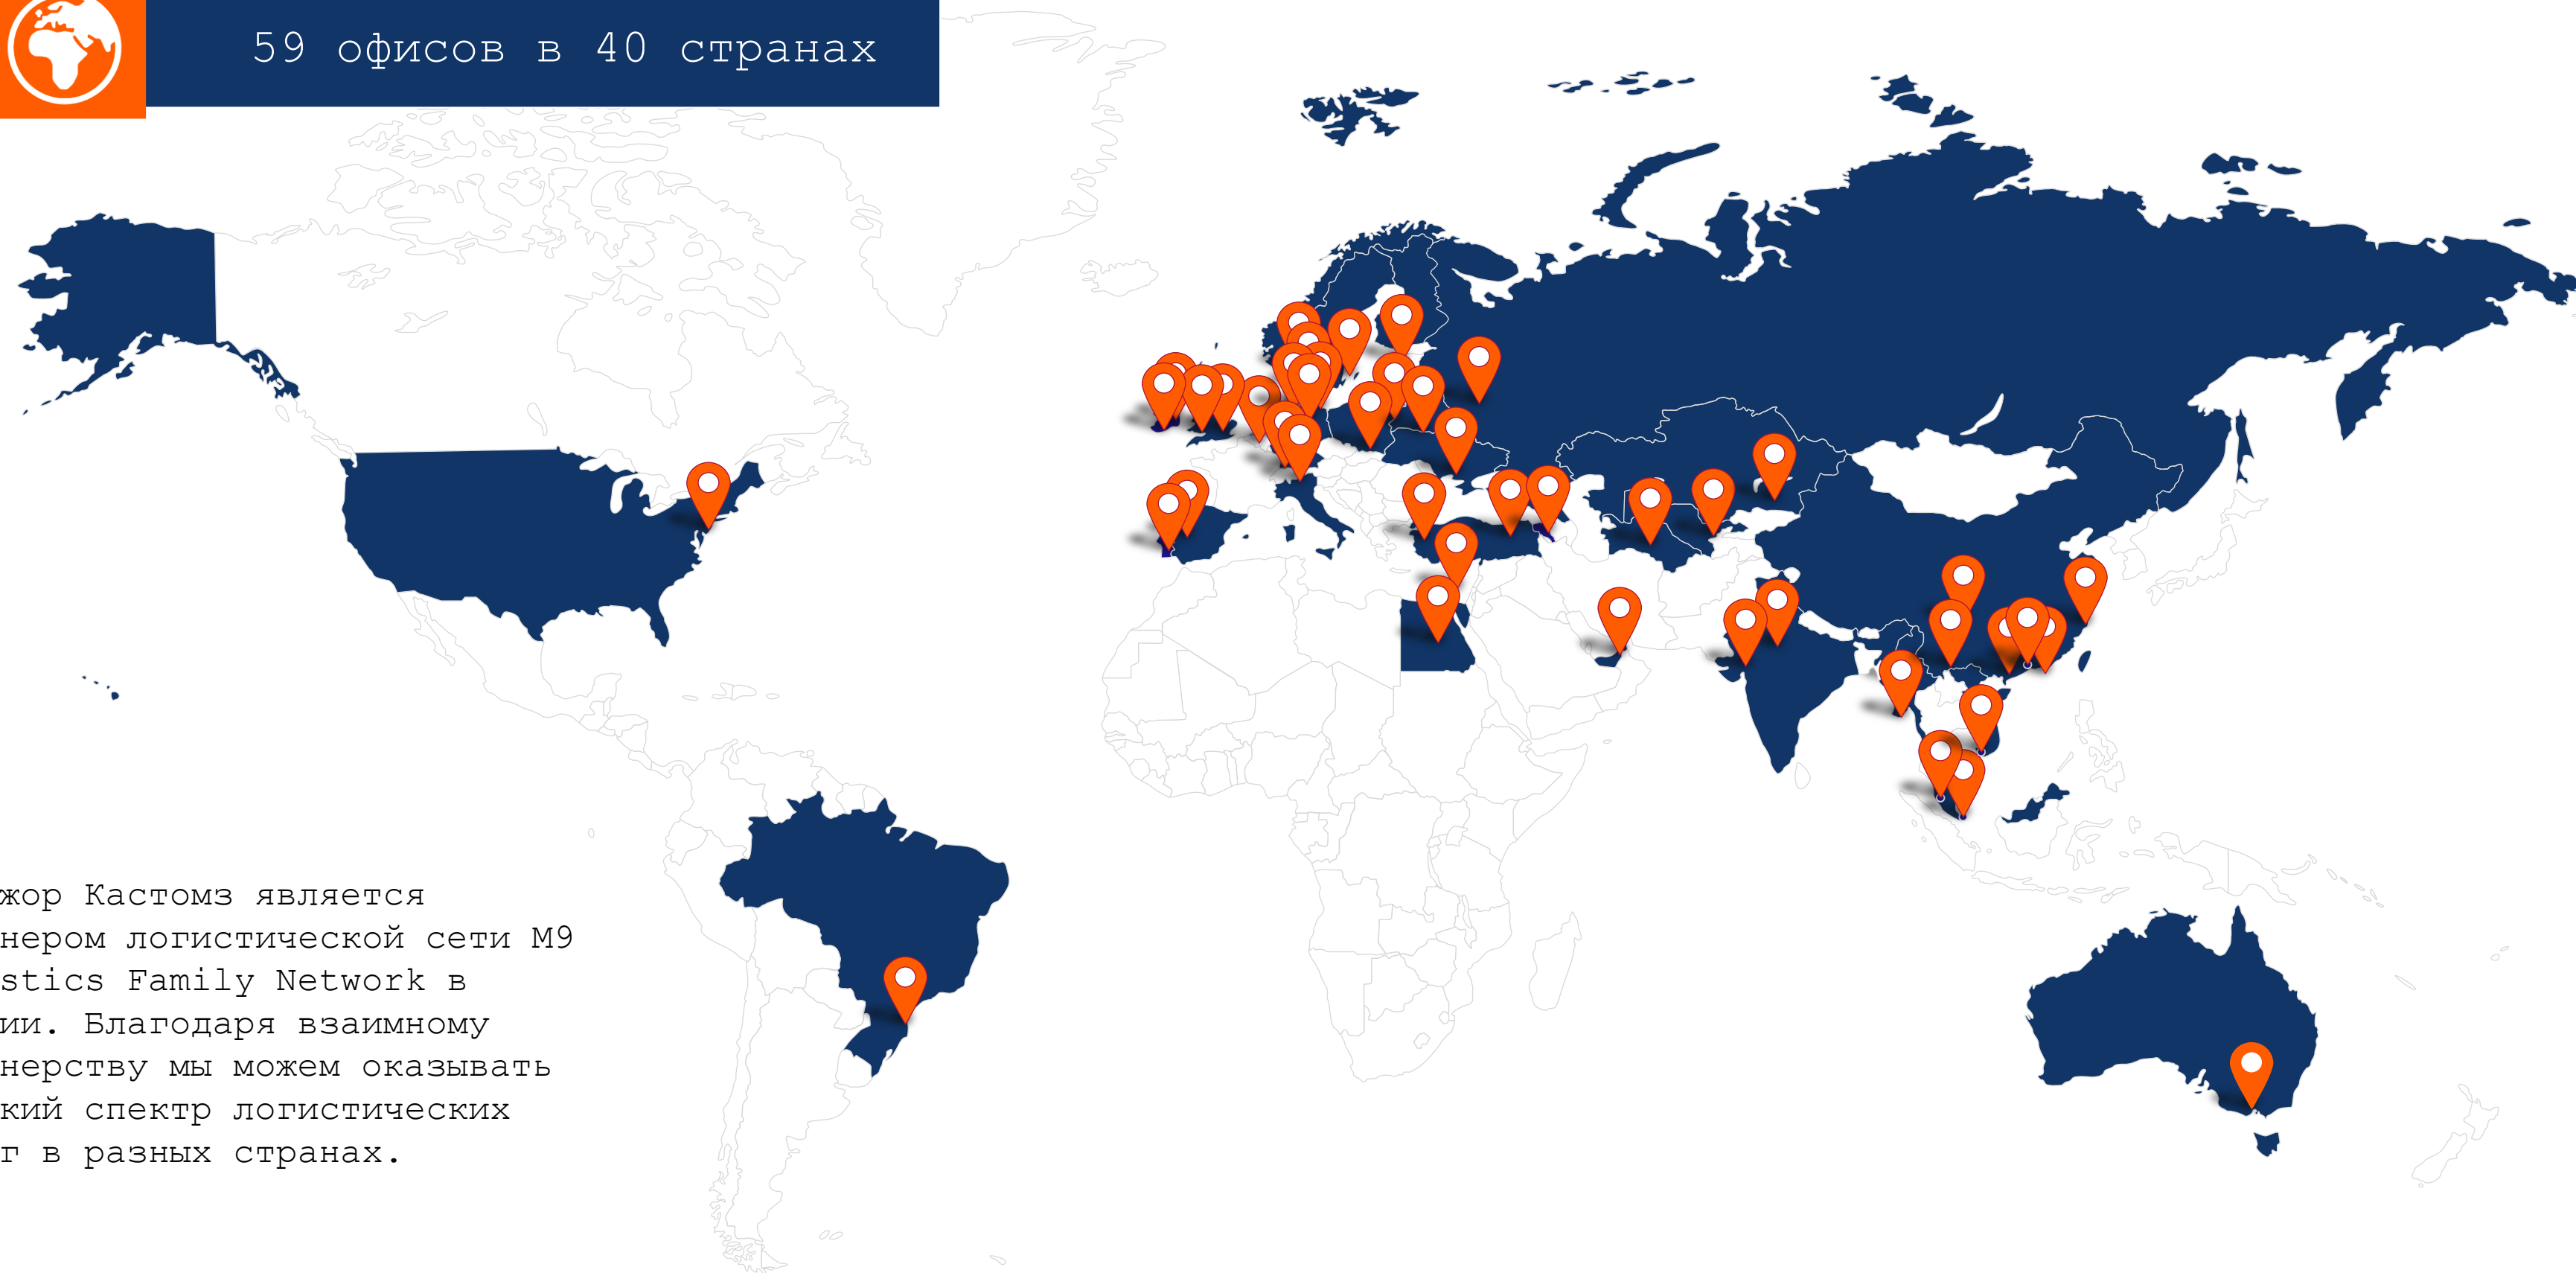 59 офисов в 40 странах
жор Кастомз является
нером логистической сети М9
stics Family Network в
ии. Благодаря взаимному
нерству мы можем оказывать
кий спектр логистических
г в разных странах.